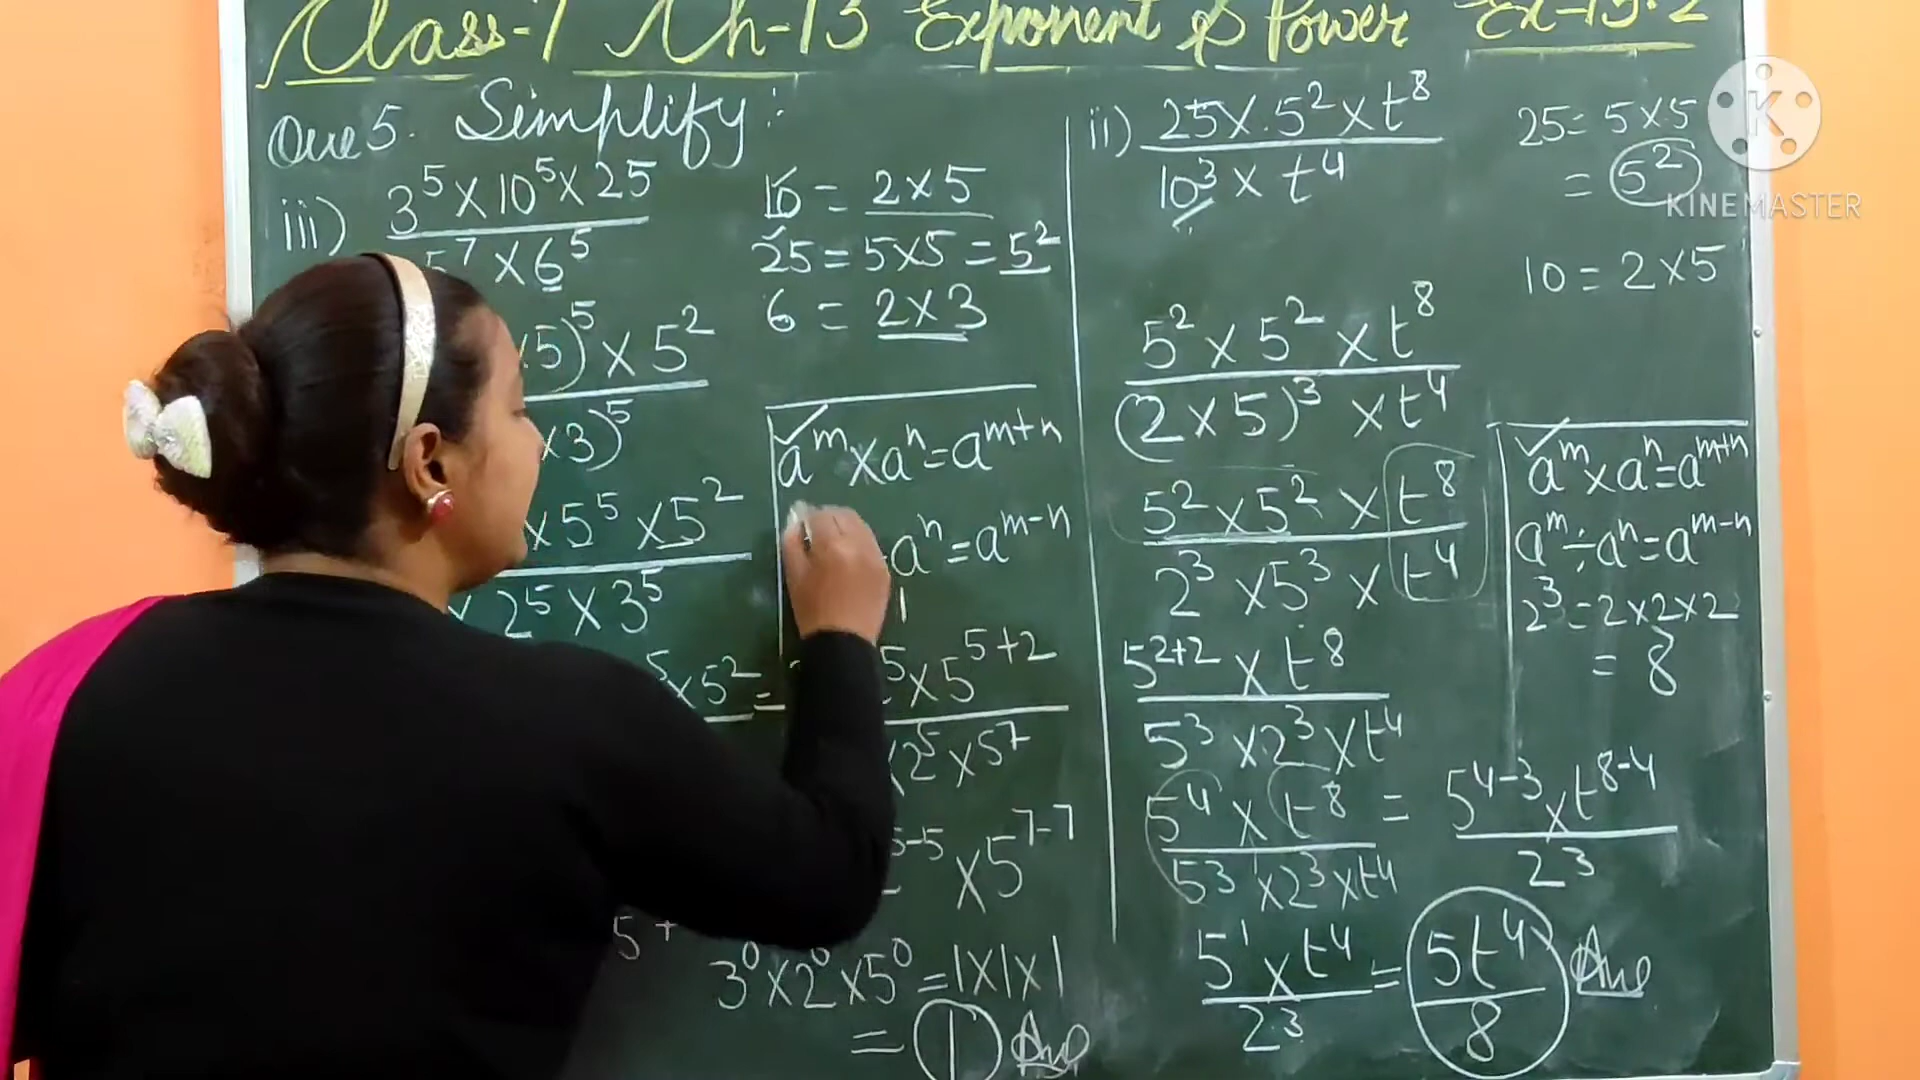 Class-7 Ch-13 Exponent & Power Ex-13.2
Que 5. Simplify:
iii) 3⁵ × 10⁵ × 25
5⁷ × 6⁵
×5)⁵ × 5²
×3)⁵
× 5⁵ × 5²
× 2⁵ × 3⁵
⁵ × 5² =
10 = 2 × 5
25 = 5 × 5 = 5²
6 = 2 × 3
aᵐ × aⁿ = aᵐ⁺ⁿ
aⁿ = aᵐ⁻ⁿ
1
⁵ × 5⁵⁺²
× 2⁵ × 5⁷
⁵⁻⁵ × 5⁷⁻⁷
5
3⁰ × 2⁰ × 5⁰ = 1×1×1
= 1 Ans
ii) 25 × 5² × t⁸
10³ × t⁴
5² × 5² × t⁸
(2 × 5)³ × t⁴
5² × 5² × t⁸
2³ × 5³ × t⁴
5²⁺² × t⁸
5³ × 2³ × t⁴
5⁴ × t⁸ = 5⁴⁻³ × t⁸⁻⁴
5³ × 2³ × t⁴ 2³
5¹ × t⁴ = 5t⁴ Ans
2³ 8
25 = 5 × 5
= 5²
10 = 2 × 5
aᵐ × aⁿ = aᵐ⁺ⁿ
aᵐ ÷ aⁿ = aᵐ⁻ⁿ
2³ = 2 × 2 × 2
= 8
K
KINEMASTER